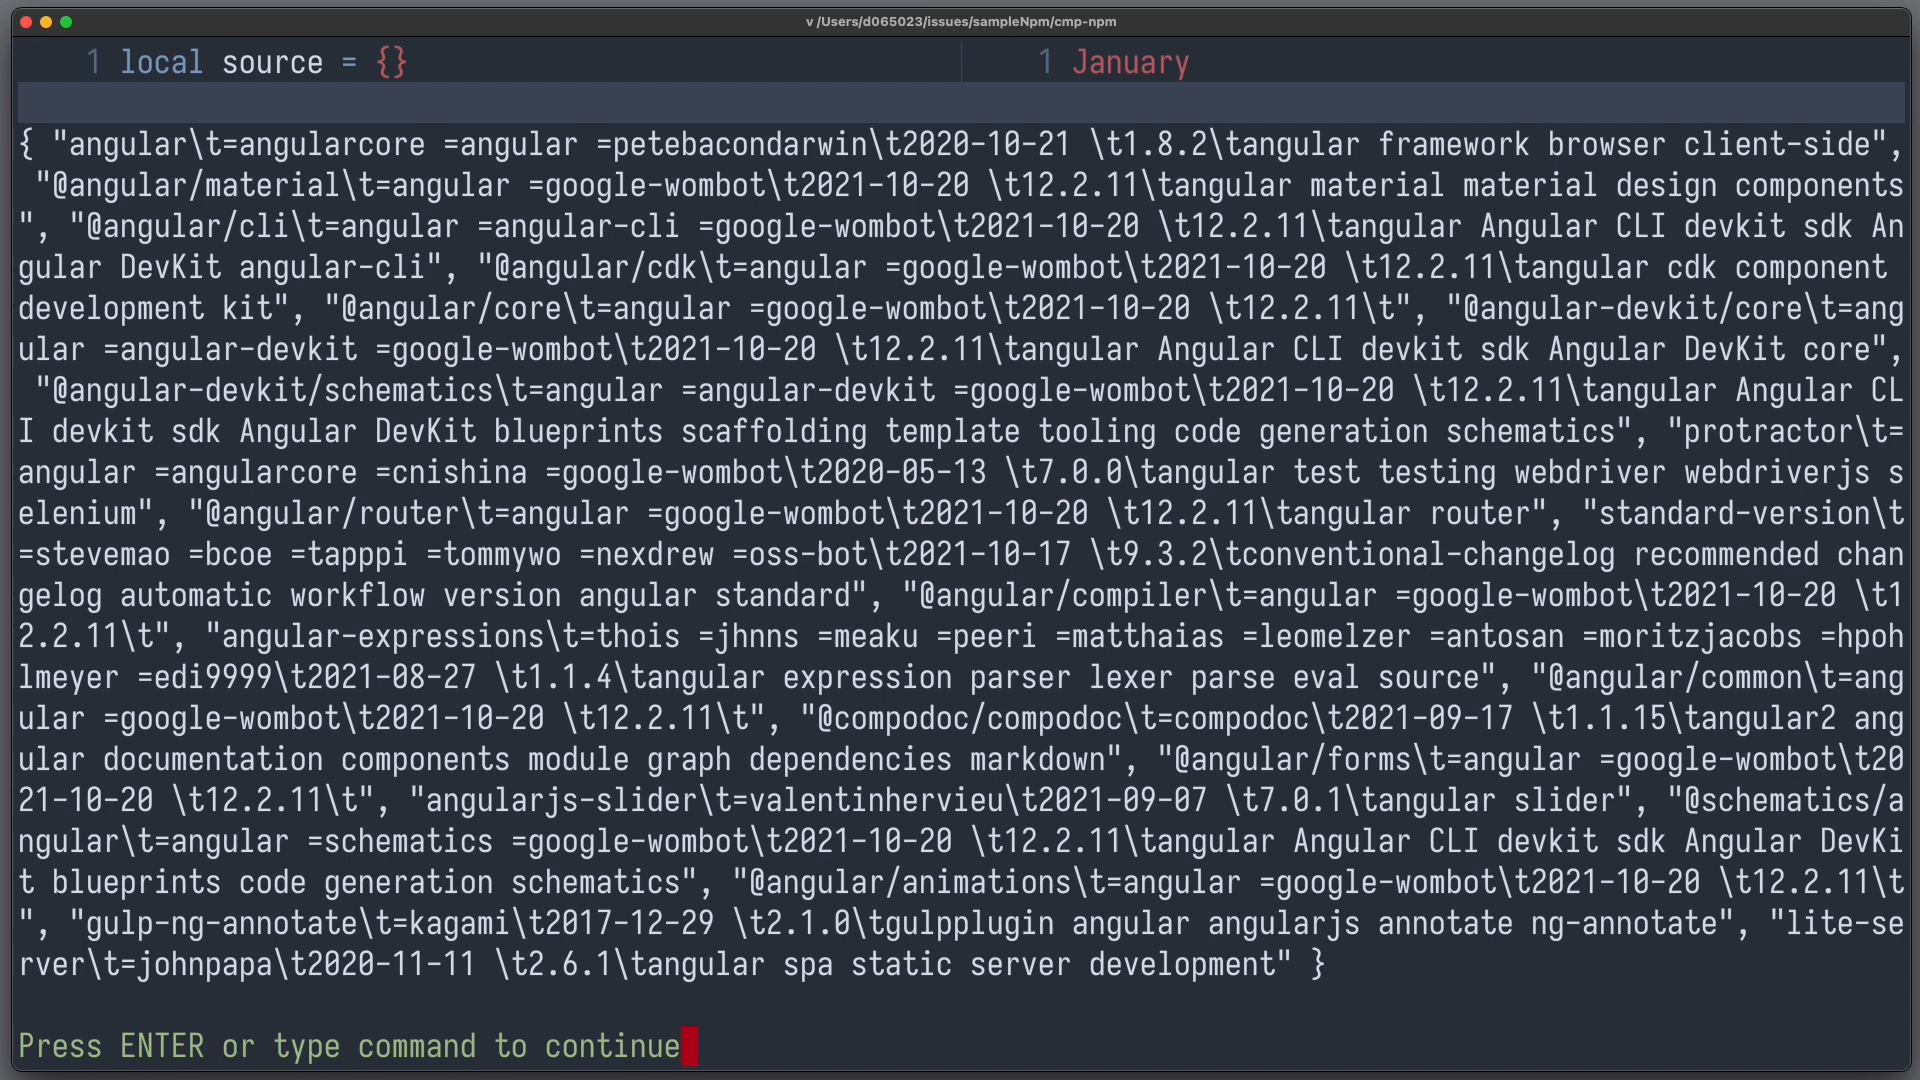 v /Users/d065023/issues/sampleNpm/cmp-npm
1 local source = {}
1 January
{ "angular\t=angularcore =angular =petebacondarwin\t2020-10-21 \t1.8.2\tangular framework browser client-side",
"@angular/material\t=angular =google-wombot\t2021-10-20 \t12.2.11\tangular material material design components
", "@angular/cli\t=angular =angular-cli =google-wombot\t2021-10-20 \t12.2.11\tangular Angular CLI devkit sdk An
gular DevKit angular-cli", "@angular/cdk\t=angular =google-wombot\t2021-10-20 \t12.2.11\tangular cdk component
development kit", "@angular/core\t=angular =google-wombot\t2021-10-20 \t12.2.11\t", "@angular-devkit/core\t=ang
ular =angular-devkit =google-wombot\t2021-10-20 \t12.2.11\tangular Angular CLI devkit sdk Angular DevKit core",
"@angular-devkit/schematics\t=angular =angular-devkit =google-wombot\t2021-10-20 \t12.2.11\tangular Angular CL
I devkit sdk Angular DevKit blueprints scaffolding template tooling code generation schematics", "protractor\t=
angular =angularcore =cnishina =google-wombot\t2020-05-13 \t7.0.0\tangular test testing webdriver webdriverjs s
elenium", "@angular/router\t=angular =google-wombot\t2021-10-20 \t12.2.11\tangular router", "standard-version\t
=stevemao =bcoe =tapppi =tommywo =nexdrew =oss-bot\t2021-10-17 \t9.3.2\tconventional-changelog recommended chan
gelog automatic workflow version angular standard", "@angular/compiler\t=angular =google-wombot\t2021-10-20 \t1
2.2.11\t", "angular-expressions\t=thois =jhnns =meaku =peeri =matthaias =leomelzer =antosan =moritzjacobs =hpoh
lmeyer =edi9999\t2021-08-27 \t1.1.4\tangular expression parser lexer parse eval source", "@angular/common\t=ang
ular =google-wombot\t2021-10-20 \t12.2.11\t", "@compodoc/compodoc\t=compodoc\t2021-09-17 \t1.1.15\tangular2 ang
ular documentation components module graph dependencies markdown", "@angular/forms\t=angular =google-wombot\t20
21-10-20 \t12.2.11\t", "angularjs-slider\t=valentinhervieu\t2021-09-07 \t7.0.1\tangular slider", "@schematics/a
ngular\t=angular =schematics =google-wombot\t2021-10-20 \t12.2.11\tangular Angular CLI devkit sdk Angular DevKi
t blueprints code generation schematics", "@angular/animations\t=angular =google-wombot\t2021-10-20 \t12.2.11\t
", "gulp-ng-annotate\t=kagami\t2017-12-29 \t2.1.0\tgulpplugin angular angularjs annotate ng-annotate", "lite-se
rver\t=johnpapa\t2020-11-11 \t2.6.1\tangular spa static server development" }
Press ENTER or type command to continue